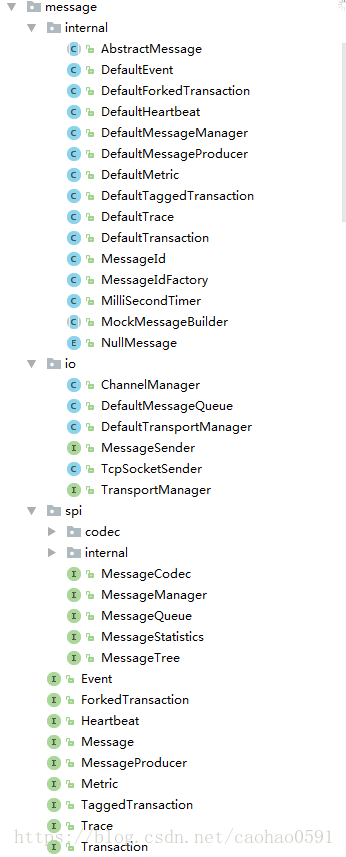 message
internal
AbstractMessage
DefaultEvent
DefaultForkedTransaction
DefaultHeartbeat
DefaultMessageManager
DefaultMessageProducer
DefaultMetric
DefaultTaggedTransaction
DefaultTrace
DefaultTransaction
MessageId
MessageIdFactory
MilliSecondTimer
MockMessageBuilder
NullMessage
io
ChannelManager
DefaultMessageQueue
DefaultTransportManager
MessageSender
TcpSocketSender
TransportManager
spi
codec
internal
MessageCodec
MessageManager
MessageQueue
MessageStatistics
MessageTree
Event
ForkedTransaction
Heartbeat
Message
MessageProducer
Metric
TaggedTransaction
Trace
https://blog.csdn.net/caohao0591
Transaction